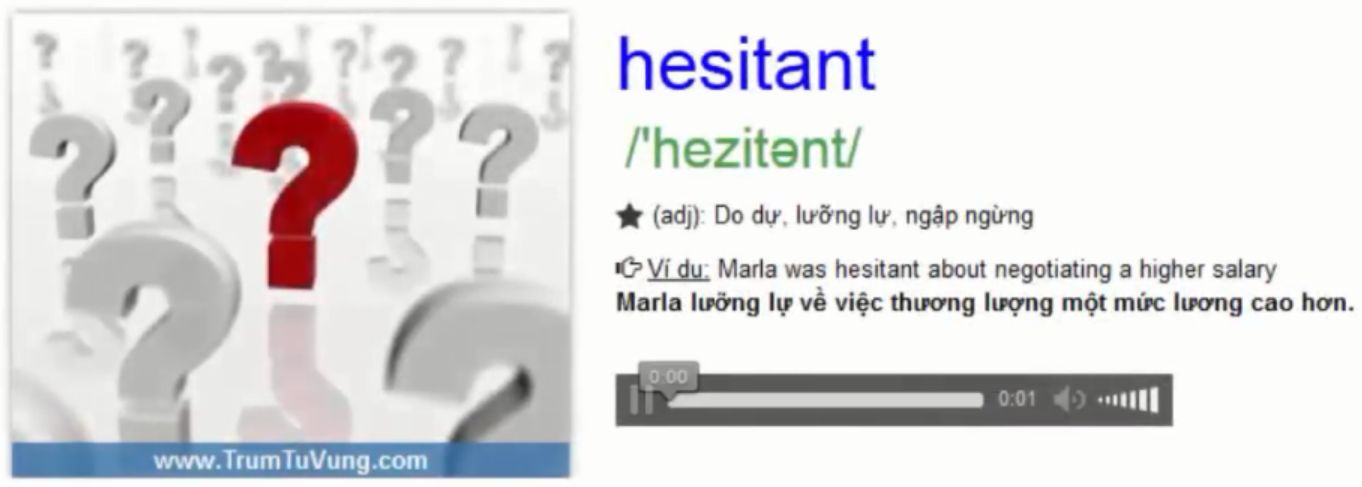 hesitant
/'hezitənt/
(adj): Do dự, lưỡng lự, ngập ngừng
Ví du: Marla was hesitant about negotiating a higher salary
Marla lưỡng lự về việc thương lượng một mức lương cao hơn.
0:00
0:01
www.TrumTuVung.com